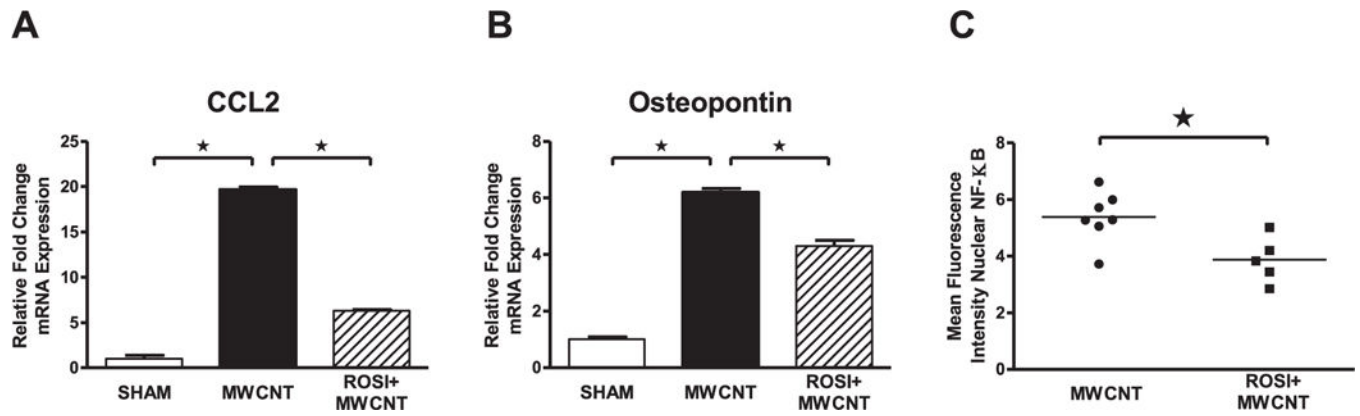 A
CCL2
Relative Fold Change
mRNA Expression
25
20
15
10
5
0
★
★
SHAM
MWCNT
ROSI+
MWCNT
B
Osteopontin
Relative Fold Change
mRNA Expression
8
6
4
2
0
★
★
SHAM
MWCNT
ROSI+
MWCNT
C
Mean Fluorescence
Intensity Nuclear NF-ΚB
8
6
4
2
0
★
MWCNT
ROSI+
MWCNT